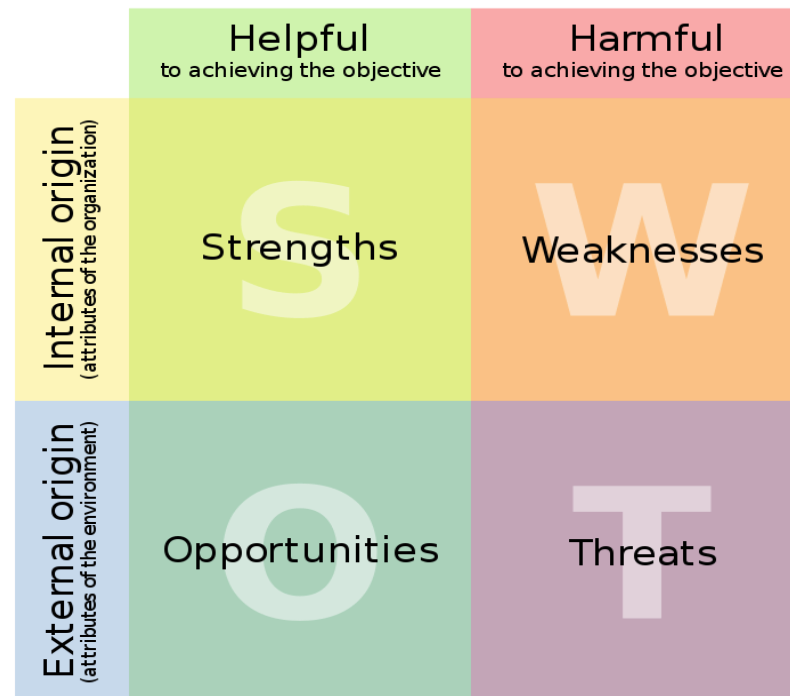 Helpful
to achieving the objective
Harmful
to achieving the objective
Internal origin
(attributes of the organization)
S
Strengths
W
Weaknesses
External origin
(attributes of the environment)
O
Opportunities
T
Threats